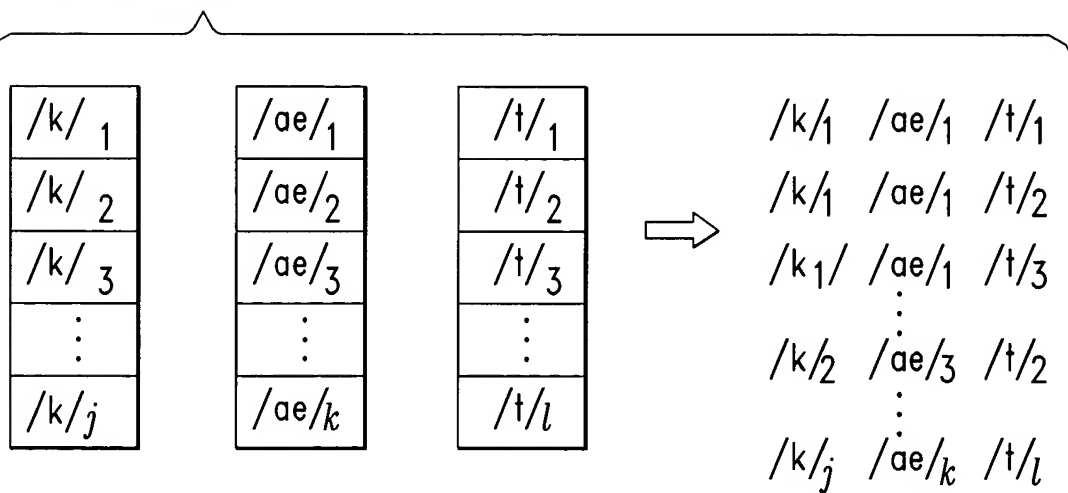 /k/ 1
/k/ 2
/k/ 3
/k/j
/ae/1
/ae/2
/ae/3
/ae/k
/t/1
/t/2
/t/3
/t/l
/k/1 /ae/1 /t/1
/k/1 /ae/1 /t/2
/k1/ /ae/1 /t/3
/k/2 /ae/3 /t/2
/k/j /ae/k /t/l